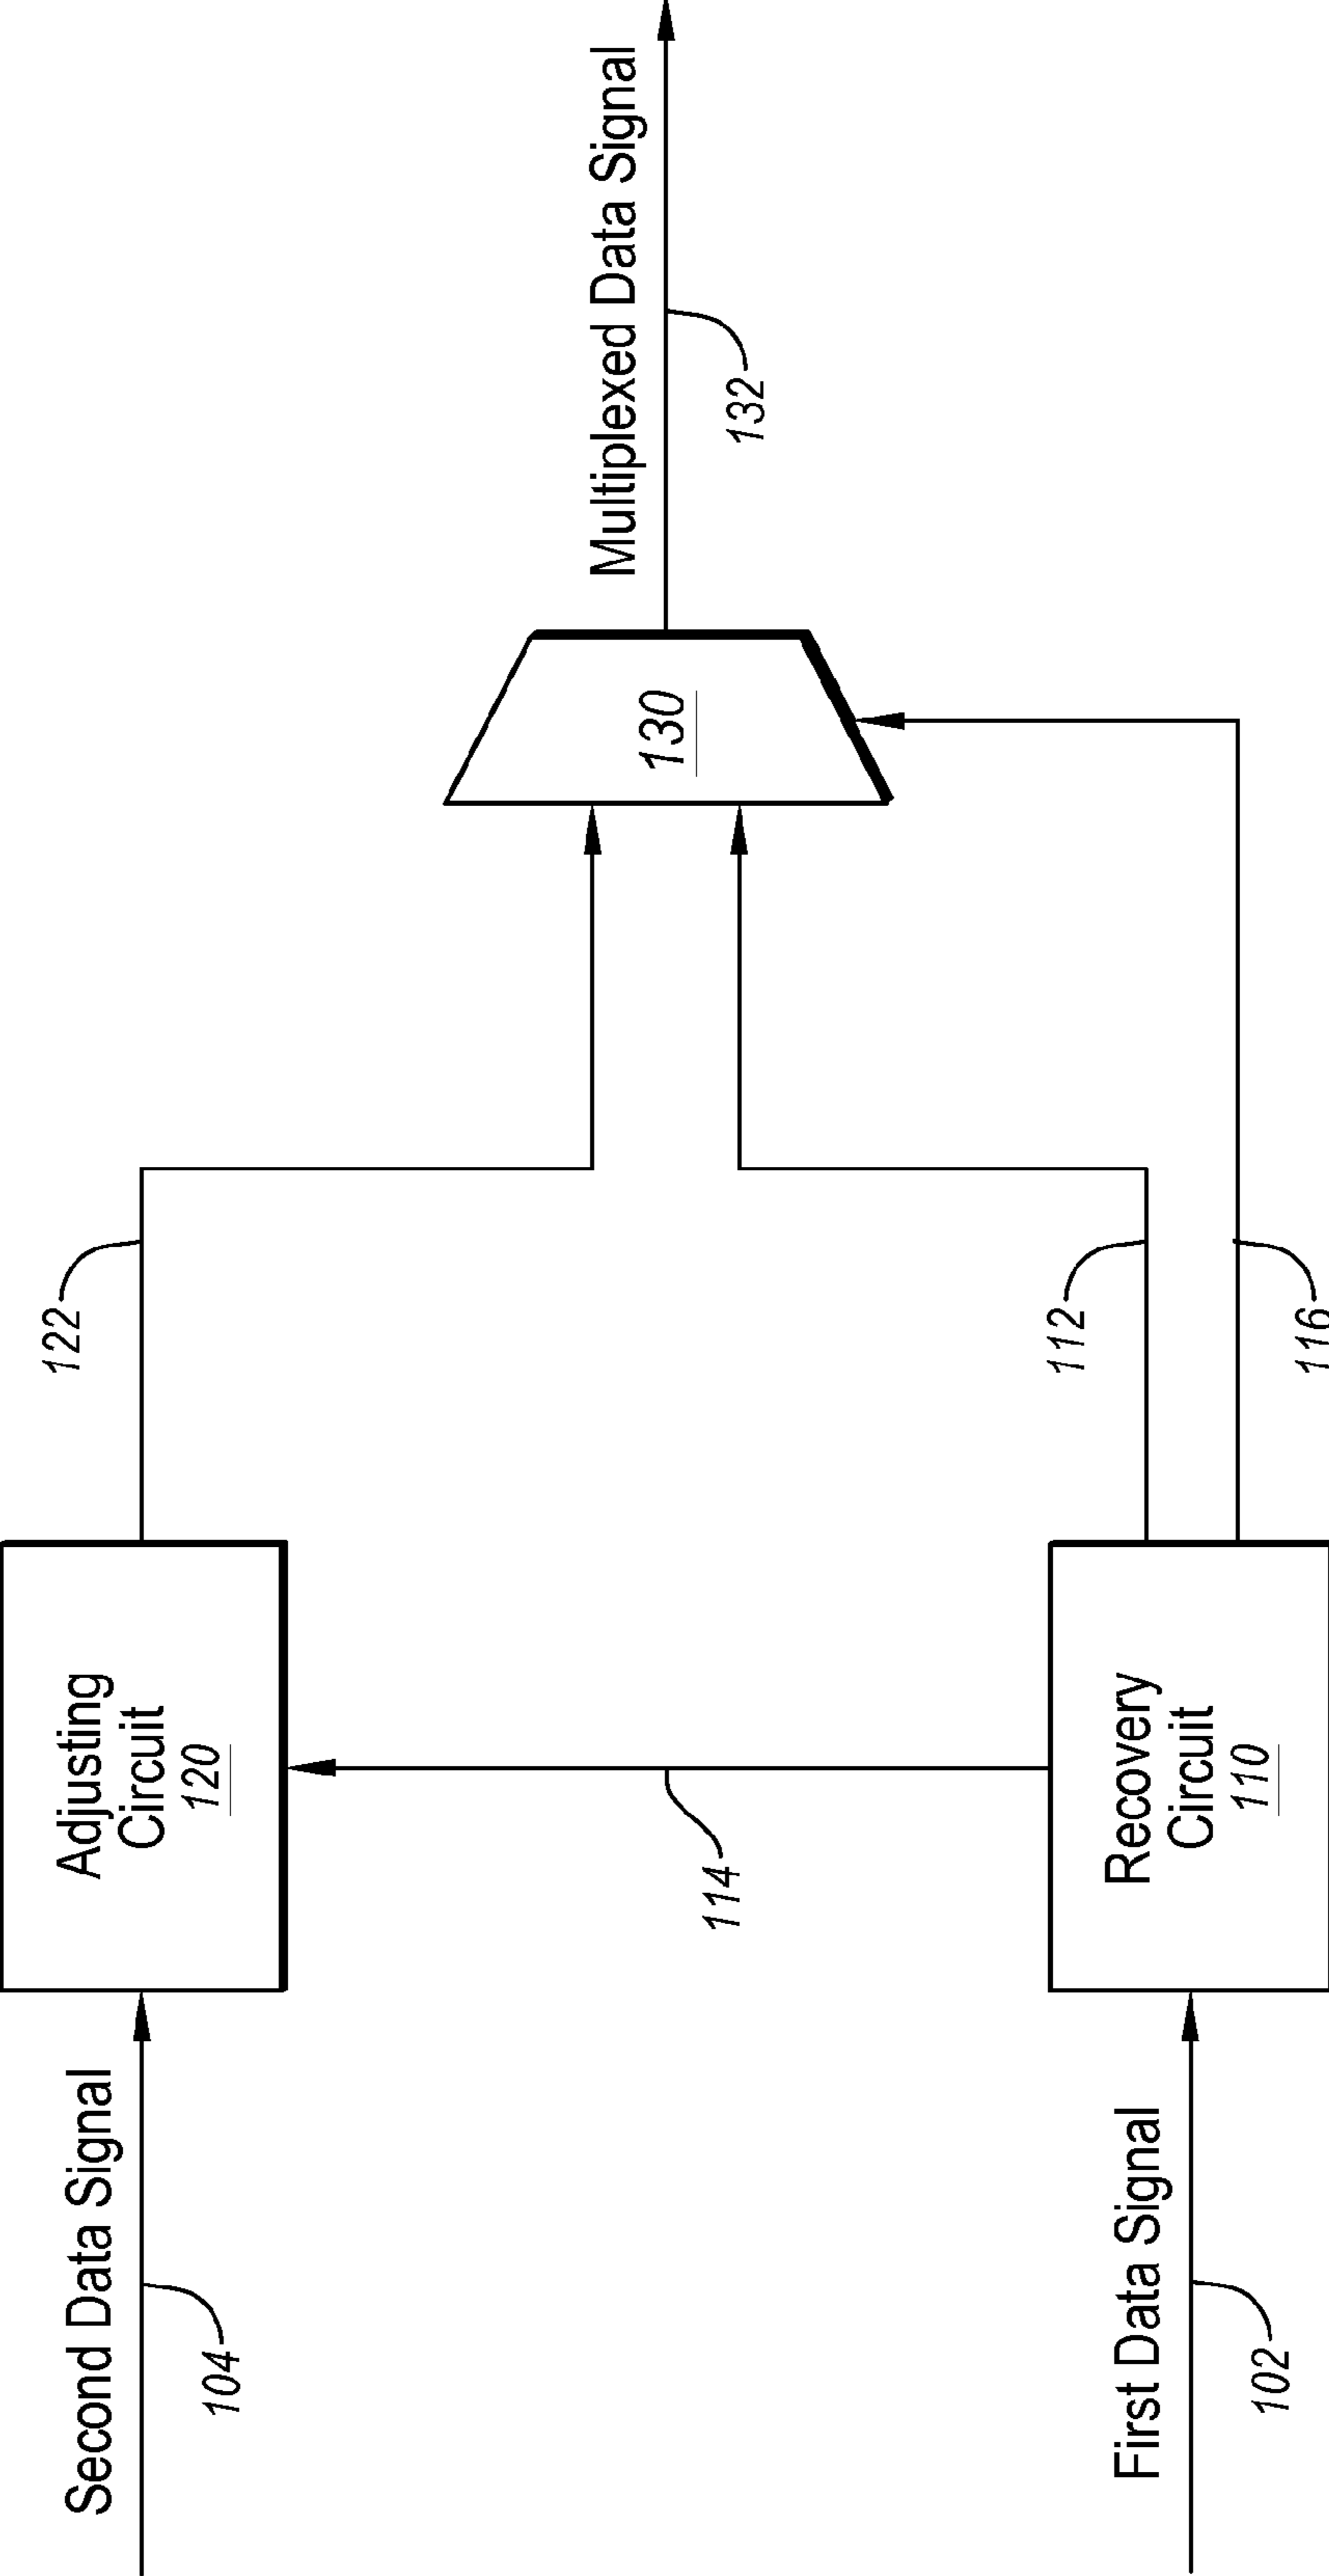 Second Data Signal
104
Adjusting
Circuit
120
122
114
First Data Signal
102
Recovery
Circuit
110
112
116
130
Multiplexed Data Signal
132